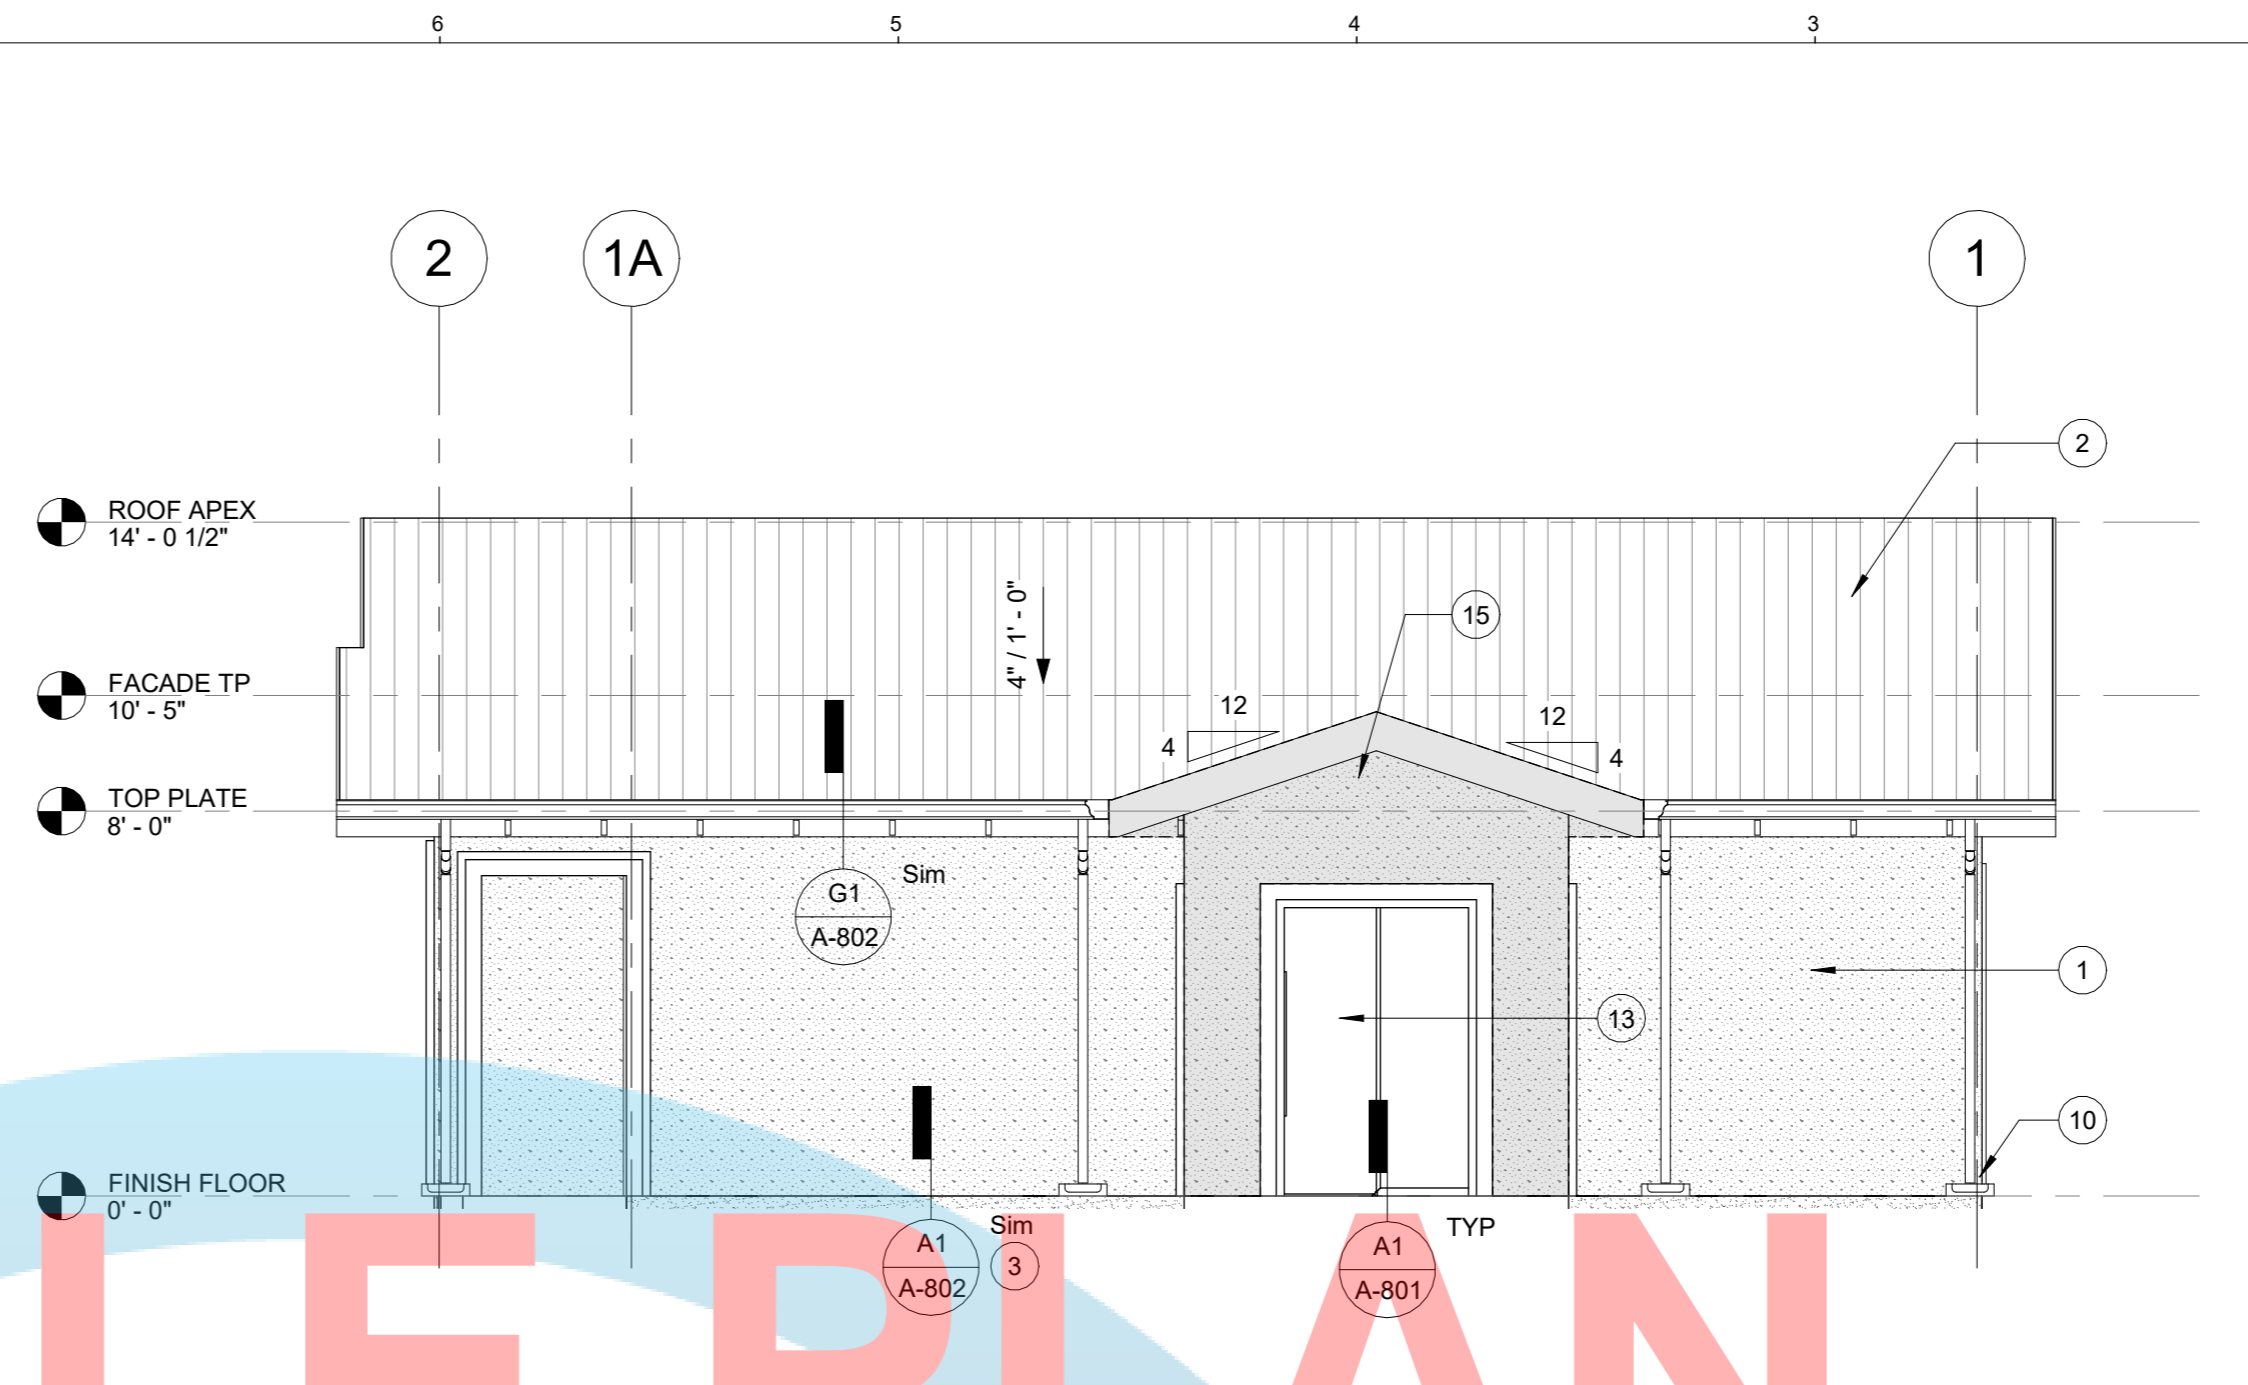 6 5 4 3
2 1A 1
2
ROOF APEX
14' - 0 1/2"
4" / 1' - 0"
15
FACADE TP
10' - 5"
12
12
4
4
TOP PLATE
8' - 0"
Sim
G1
A-802
1
13
10
FINISH FLOOR
0' - 0"
Sim
A1
A-802
3
TYP
A1
A-801